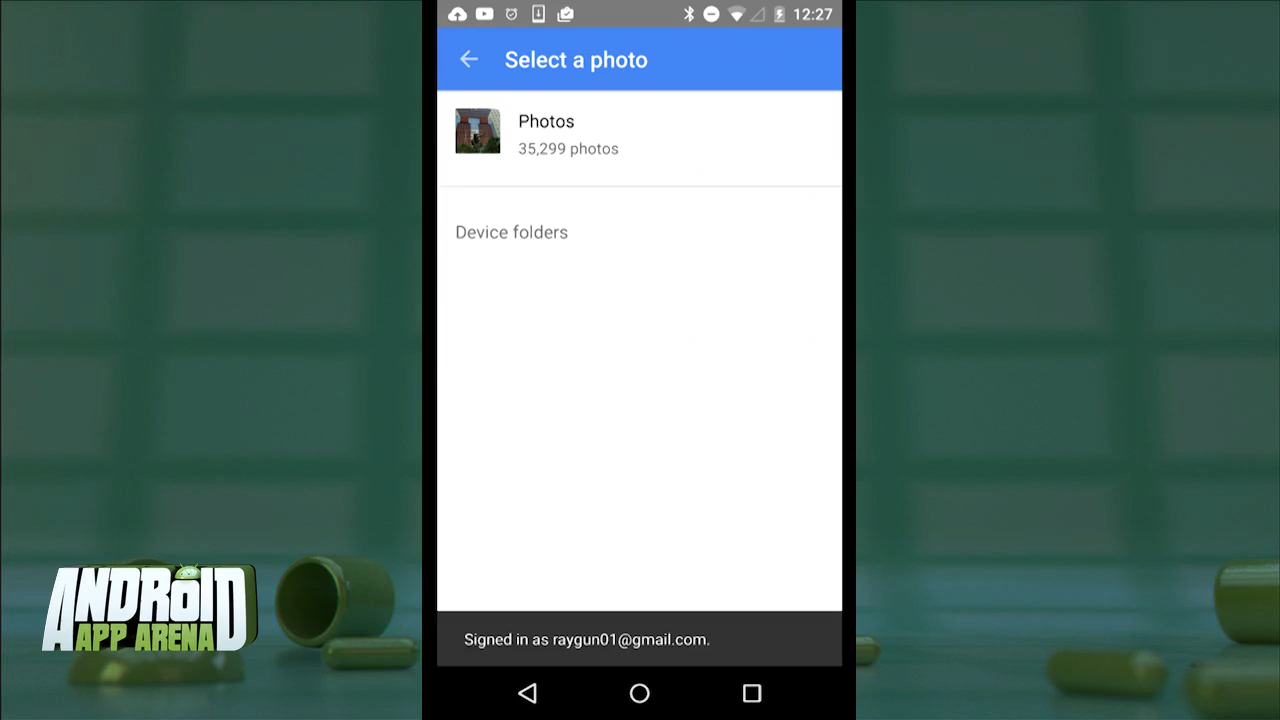 12:27
Select a photo
Photos
35,299 photos
Device folders
Signed in as raygun01@gmail.com.
ANDROID
APP ARENA